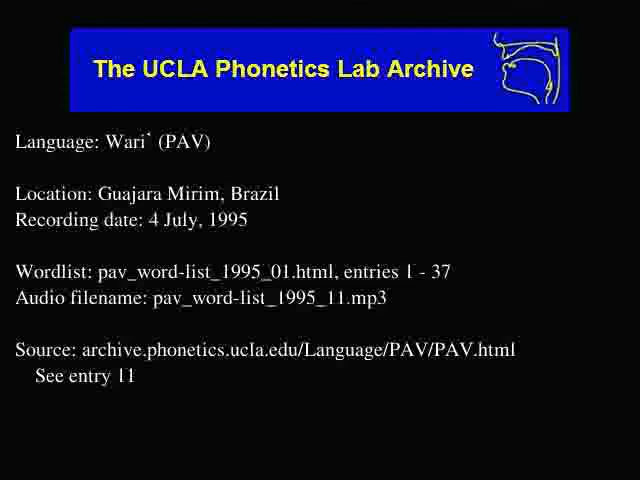 The UCLA Phonetics Lab Archive
Language: Wari` (PAV)
Location: Guajara Mirim, Brazil
Recording date: 4 July, 1995
Wordlist: pav_word-list_1995_01.html, entries 1 - 37
Audio filename: pav_word-list_1995_11.mp3
Source: archive.phonetics.ucla.edu/Language/PAV/PAV.html
See entry 11